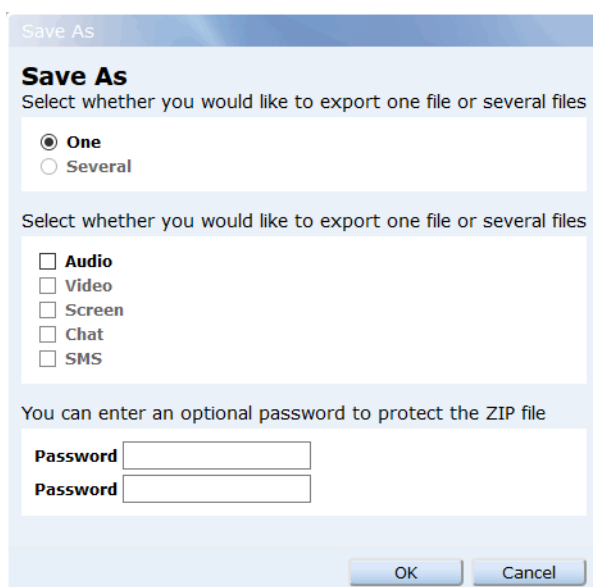 Save As
Save As
Select whether you would like to export one file or several files
One
Several
Select whether you would like to export one file or several files
Audio
Video
Screen
Chat
SMS
You can enter an optional password to protect the ZIP file
Password
Password
OK Cancel